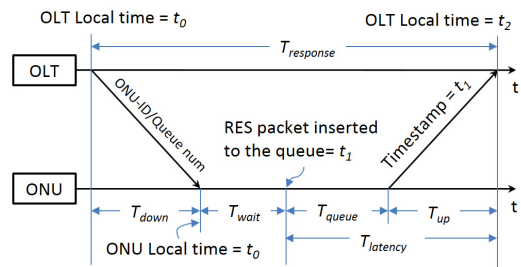 OLT Local time = t0
OLT Local time = t2
Tresponse
OLT
t
ONU-ID/Queue num
Timestamp = t1
RES packet inserted
to the queue= t1
ONU
t
Tdown
Twait
Tqueue
Tup
Tlatency
ONU Local time = t0